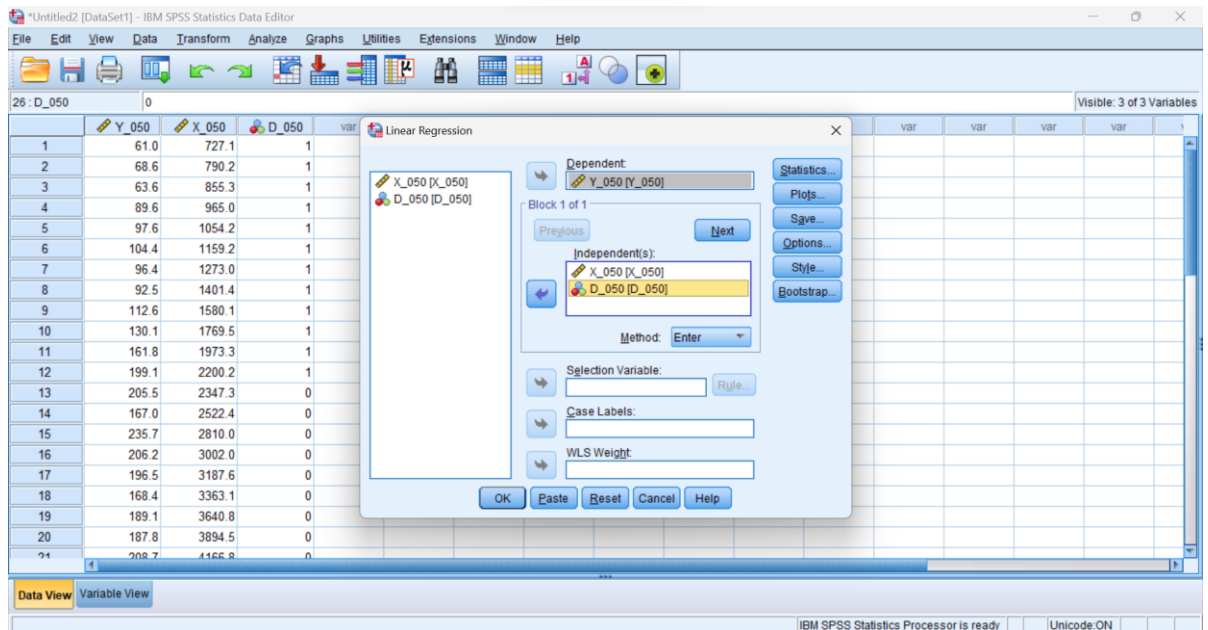 *Untitled2 [DataSet1] - IBM SPSS Statistics Data Editor
File Edit View Data Transform Analyze Graphs Utilities Extensions Window Help
26 : D_050 0 Visible: 3 of 3 Variables
Y_050 X_050 D_050 var var var var var
1 61.0 727.1 1
2 68.6 790.2 1
3 63.6 855.3 1
4 89.6 965.0 1
5 97.6 1054.2 1
6 104.4 1159.2 1
7 96.4 1273.0 1
8 92.5 1401.4 1
9 112.6 1580.1 1
10 130.1 1769.5 1
11 161.8 1973.3 1
12 199.1 2200.2 1
13 205.5 2347.3 0
14 167.0 2522.4 0
15 235.7 2810.0 0
16 206.2 3002.0 0
17 196.5 3187.6 0
18 168.4 3363.1 0
19 189.1 3640.8 0
20 187.8 3894.5 0
21 208.7 4166.8 0
Linear Regression
X_050 [X_050]
D_050 [D_050]
Dependent:
Y_050 [Y_050]
Block 1 of 1
Previous Next
Independent(s):
X_050 [X_050]
D_050 [D_050]
Method: Enter
Selection Variable:
Rule...
Case Labels:
WLS Weight:
Statistics...
Plots...
Save...
Options...
Style...
Bootstrap...
OK Paste Reset Cancel Help
Data View Variable View
IBM SPSS Statistics Processor is ready Unicode:ON